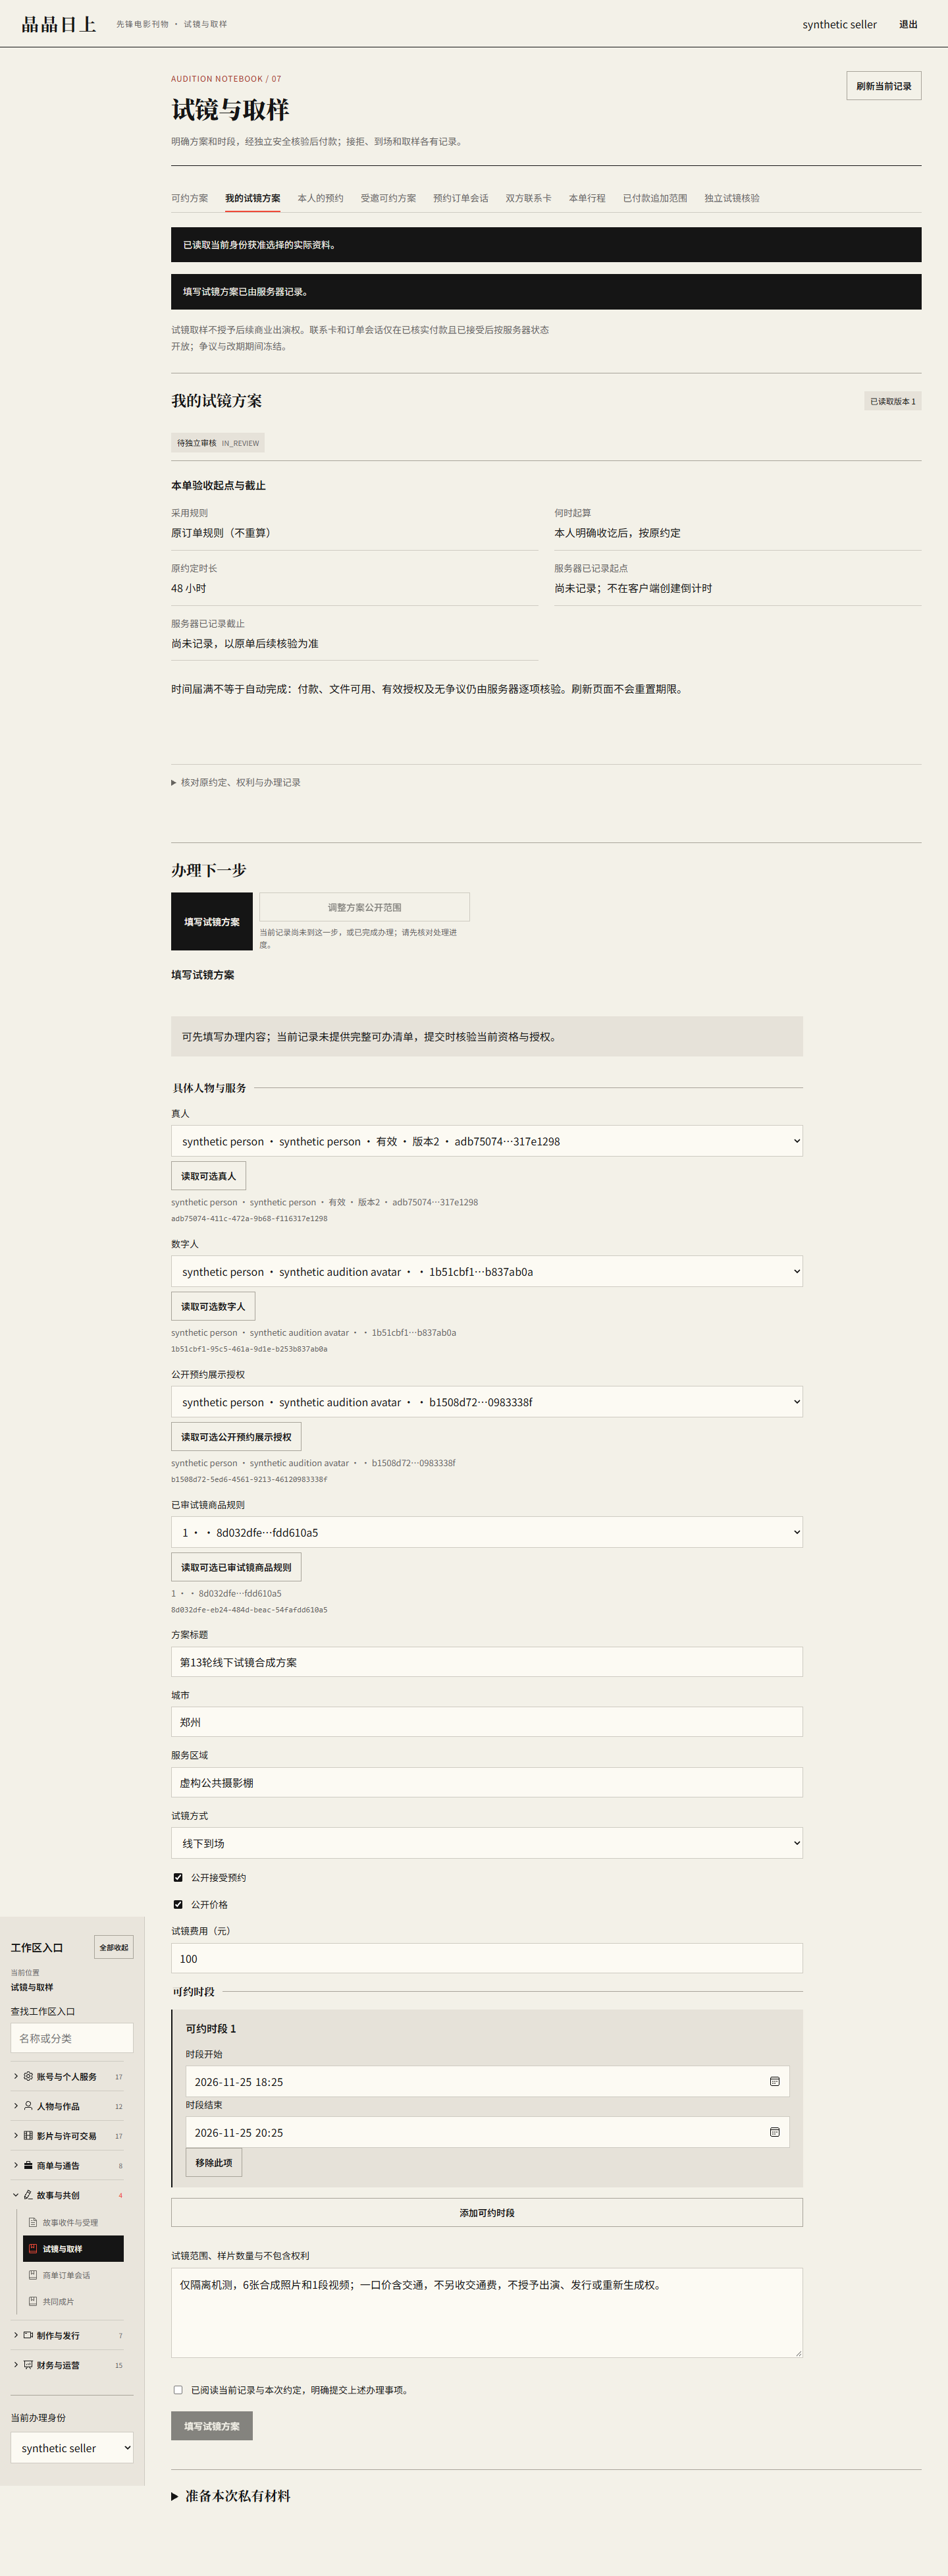 晶晶日上
先锋电影刊物 · 试镜与取样
synthetic seller
退出
AUDITION NOTEBOOK / 07
试镜与取样
刷新当前记录
明确方案和时段，经独立安全核验后付款；接拒、到场和取样各有记录。
可约方案
我的试镜方案
本人的预约
受邀可约方案
预约订单会话
双方联系卡
本单行程
已付款追加范围
独立试镜核验
已读取当前身份获准选择的实际资料。
填写试镜方案已由服务器记录。
试镜取样不授予后续商业出演权。联系卡和订单会话仅在已核实付款且已接受后按服务器状态
开放；争议与改期期间冻结。
我的试镜方案
已读取版本 1
待独立审核 IN_REVIEW
本单验收起点与截止
采用规则
原订单规则（不重算）
何时起算
本人明确收讫后，按原约定
原约定时长
48 小时
服务器已记录起点
尚未记录；不在客户端创建倒计时
服务器已记录截止
尚未记录，以原单后续核验为准
时间届满不等于自动完成：付款、文件可用、有效授权及无争议仍由服务器逐项核验。刷新页面不会重置期限。
核对原约定、权利与办理记录
办理下一步
填写试镜方案
调整方案公开范围
当前记录尚未到这一步，或已完成办理；请先核对处理进
度。
填写试镜方案
可先填写办理内容；当前记录未提供完整可办清单，提交时核验当前资格与授权。
具体人物与服务
真人
synthetic person · synthetic person · 有效 · 版本2 · adb75074…317e1298
读取可选真人
synthetic person · synthetic person · 有效 · 版本2 · adb75074…317e1298
adb75074-411c-472a-9b68-f116317e1298
数字人
synthetic person · synthetic audition avatar · · 1b51cbf1…b837ab0a
读取可选数字人
synthetic person · synthetic audition avatar · · 1b51cbf1…b837ab0a
1b51cbf1-95c5-461a-9d1e-b253b837ab0a
公开预约展示授权
synthetic person · synthetic audition avatar · · b1508d72…0983338f
读取可选公开预约展示授权
synthetic person · synthetic audition avatar · · b1508d72…0983338f
b1508d72-5ed6-4561-9213-46120983338f
已审试镜商品规则
1 · · 8d032dfe…fdd610a5
读取可选已审试镜商品规则
1 · · 8d032dfe…fdd610a5
8d032dfe-eb24-484d-beac-54fafdd610a5
方案标题
第13轮线下试镜合成方案
城市
郑州
服务区域
虚构公共摄影棚
试镜方式
线下到场
公开接受预约
公开价格
试镜费用（元）
100
可约时段
可约时段 1
时段开始
2026-11-25 18:25
时段结束
2026-11-25 20:25
移除此项
添加可约时段
试镜范围、样片数量与不包含权利
仅隔离机测，6张合成照片和1段视频；一口价含交通，不另收交通费，不授予出演、发行或重新生成权。
已阅读当前记录与本次约定，明确提交上述办理事项。
填写试镜方案
准备本次私有材料
工作区入口
全部收起
当前位置
试镜与取样
查找工作区入口
名称或分类
账号与个人服务 17
人物与作品 12
影片与许可交易 17
商单与通告 8
故事与共创 4
故事收件与受理
试镜与取样
商单订单会话
共同成片
制作与发行 7
财务与运营 15
当前办理身份
synthetic seller